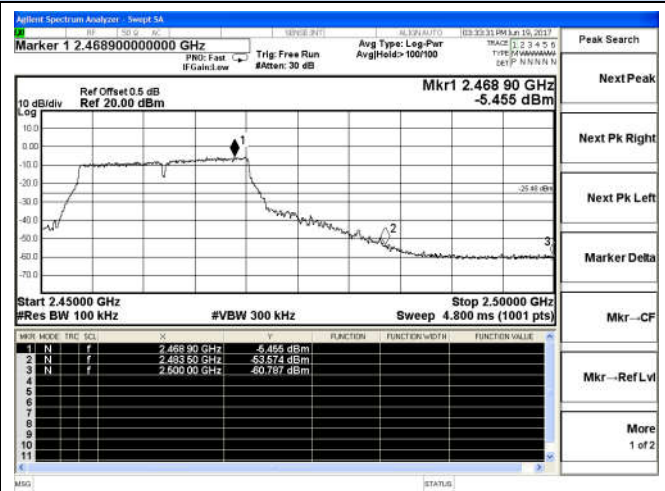 Agilent Spectrum Analyzer - Swept SA
RF 50 Ω AC SENSE:INT ALIGN AUTO 03:33:31 PM Jun 19, 2017
Marker 1 2.468900000000 GHz
PNO: Fast
IFGain:Low
Trig: Free Run
#Atten: 30 dB
Avg Type: Log-Pwr
Avg|Hold:> 100/100
TRACE 1 2 3 4 5 6
TYPE
DET P N N N N N
Ref Offset 0.5 dB
Ref 20.00 dBm
10 dB/div
Log
Mkr1 2.468 90 GHz
-5.455 dBm
10.0
0.00
-10.0
-20.0
-30.0
-40.0
-50.0
-60.0
-70.0
1
2
3
-25.48 dBm
Start 2.45000 GHz
Stop 2.50000 GHz
#Res BW 100 kHz
#VBW 300 kHz
Sweep 4.800 ms (1001 pts)
MKR MODE TRC SCL X Y FUNCTION FUNCTION WIDTH FUNCTION VALUE
1 N f 2.468 90 GHz -5.455 dBm
2 N f 2.483 50 GHz -53.574 dBm
3 N f 2.500 00 GHz -60.787 dBm
4
5
6
7
8
9
10
11
MSG
STATUS
Peak Search
Next Peak
Next Pk Right
Next Pk Left
Marker Delta
Mkr→CF
Mkr→Ref Lvl
More
1 of 2